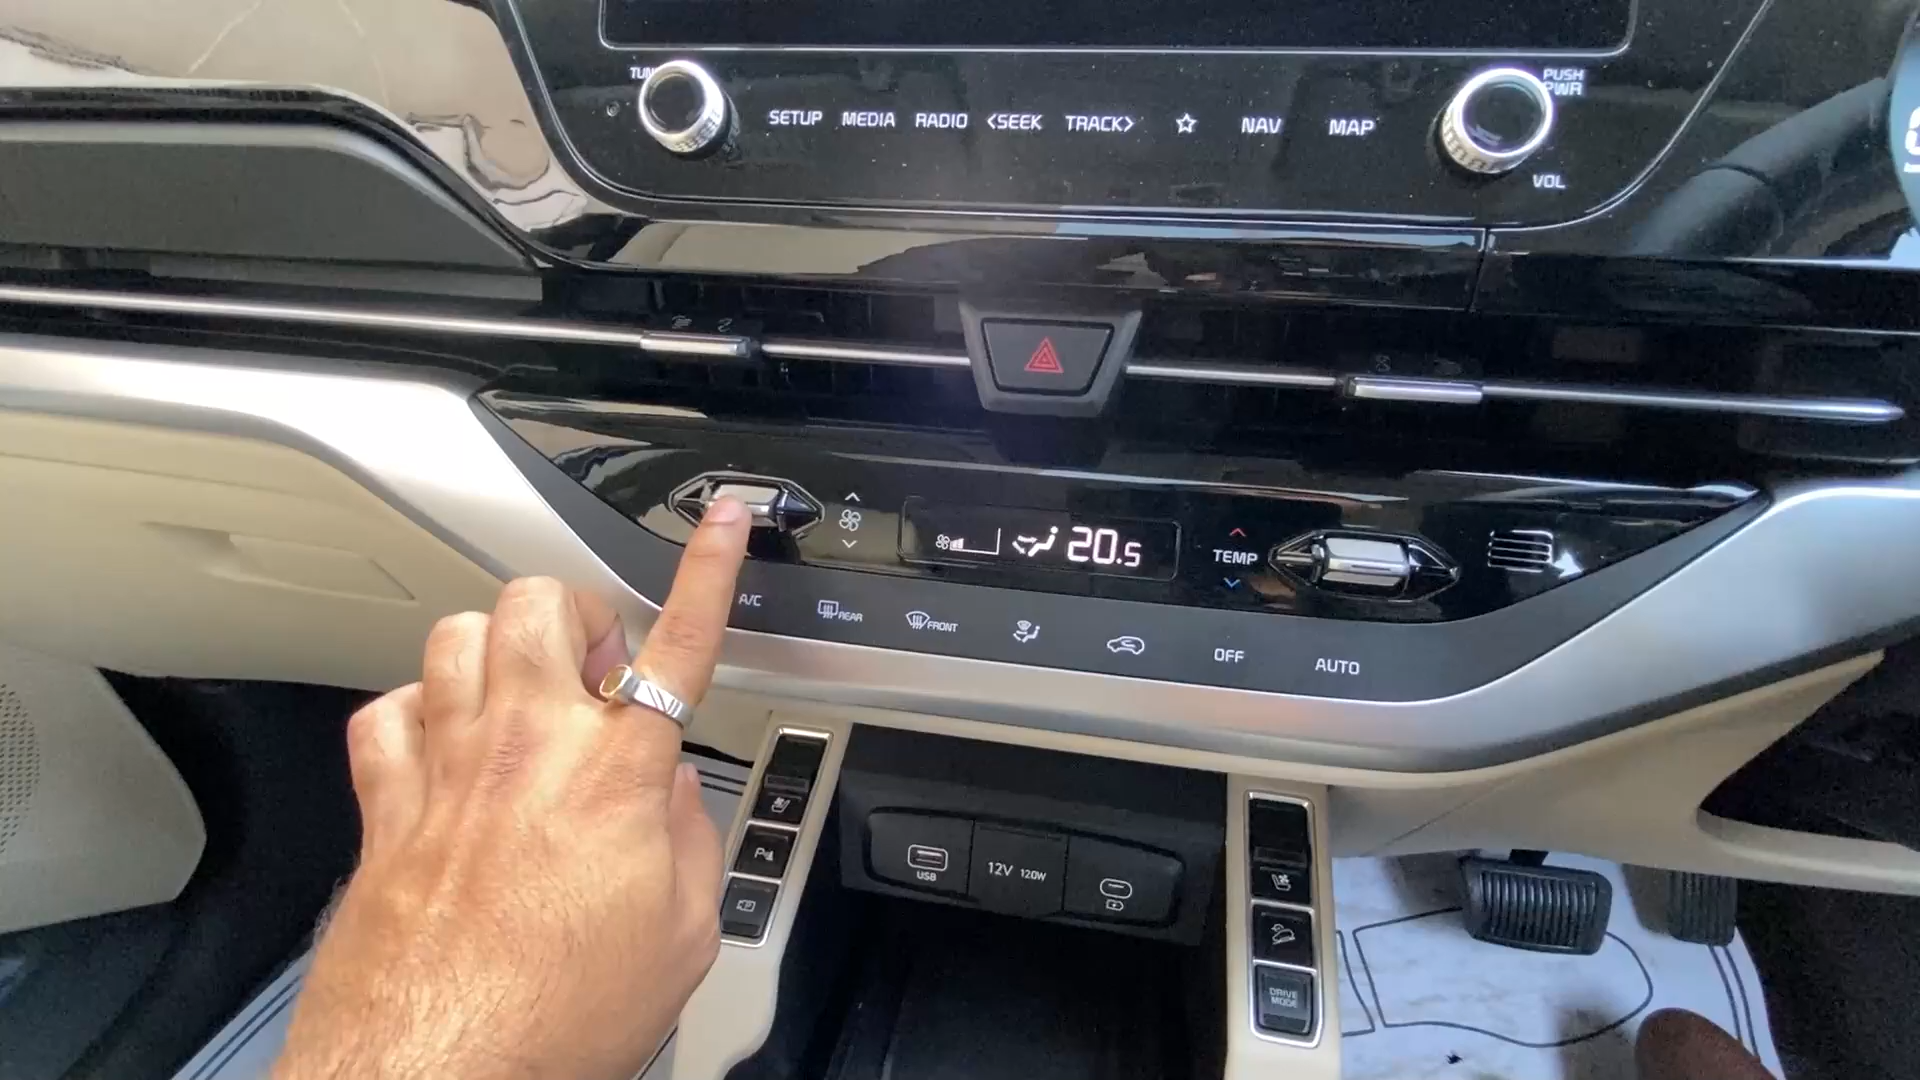 PUSH
PWR
SETUP MEDIA RADIO <SEEK TRACK> NAV MAP
VOL
20.5
TEMP
A/C REAR FRONT OFF AUTO
USB 12V 120W
DRIVE
MODE